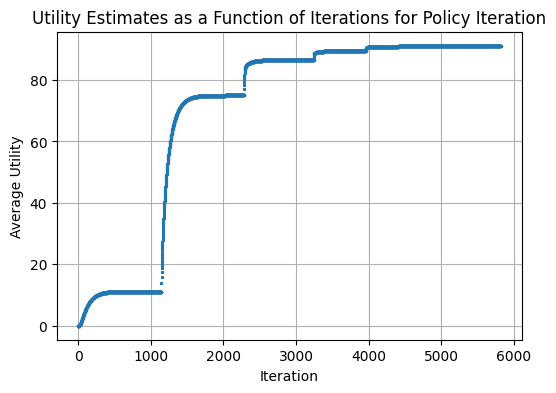 Utility Estimates as a Function of Iterations for Policy Iteration
Average Utility
80
60
40
20
0
0 1000 2000 3000 4000 5000 6000
Iteration